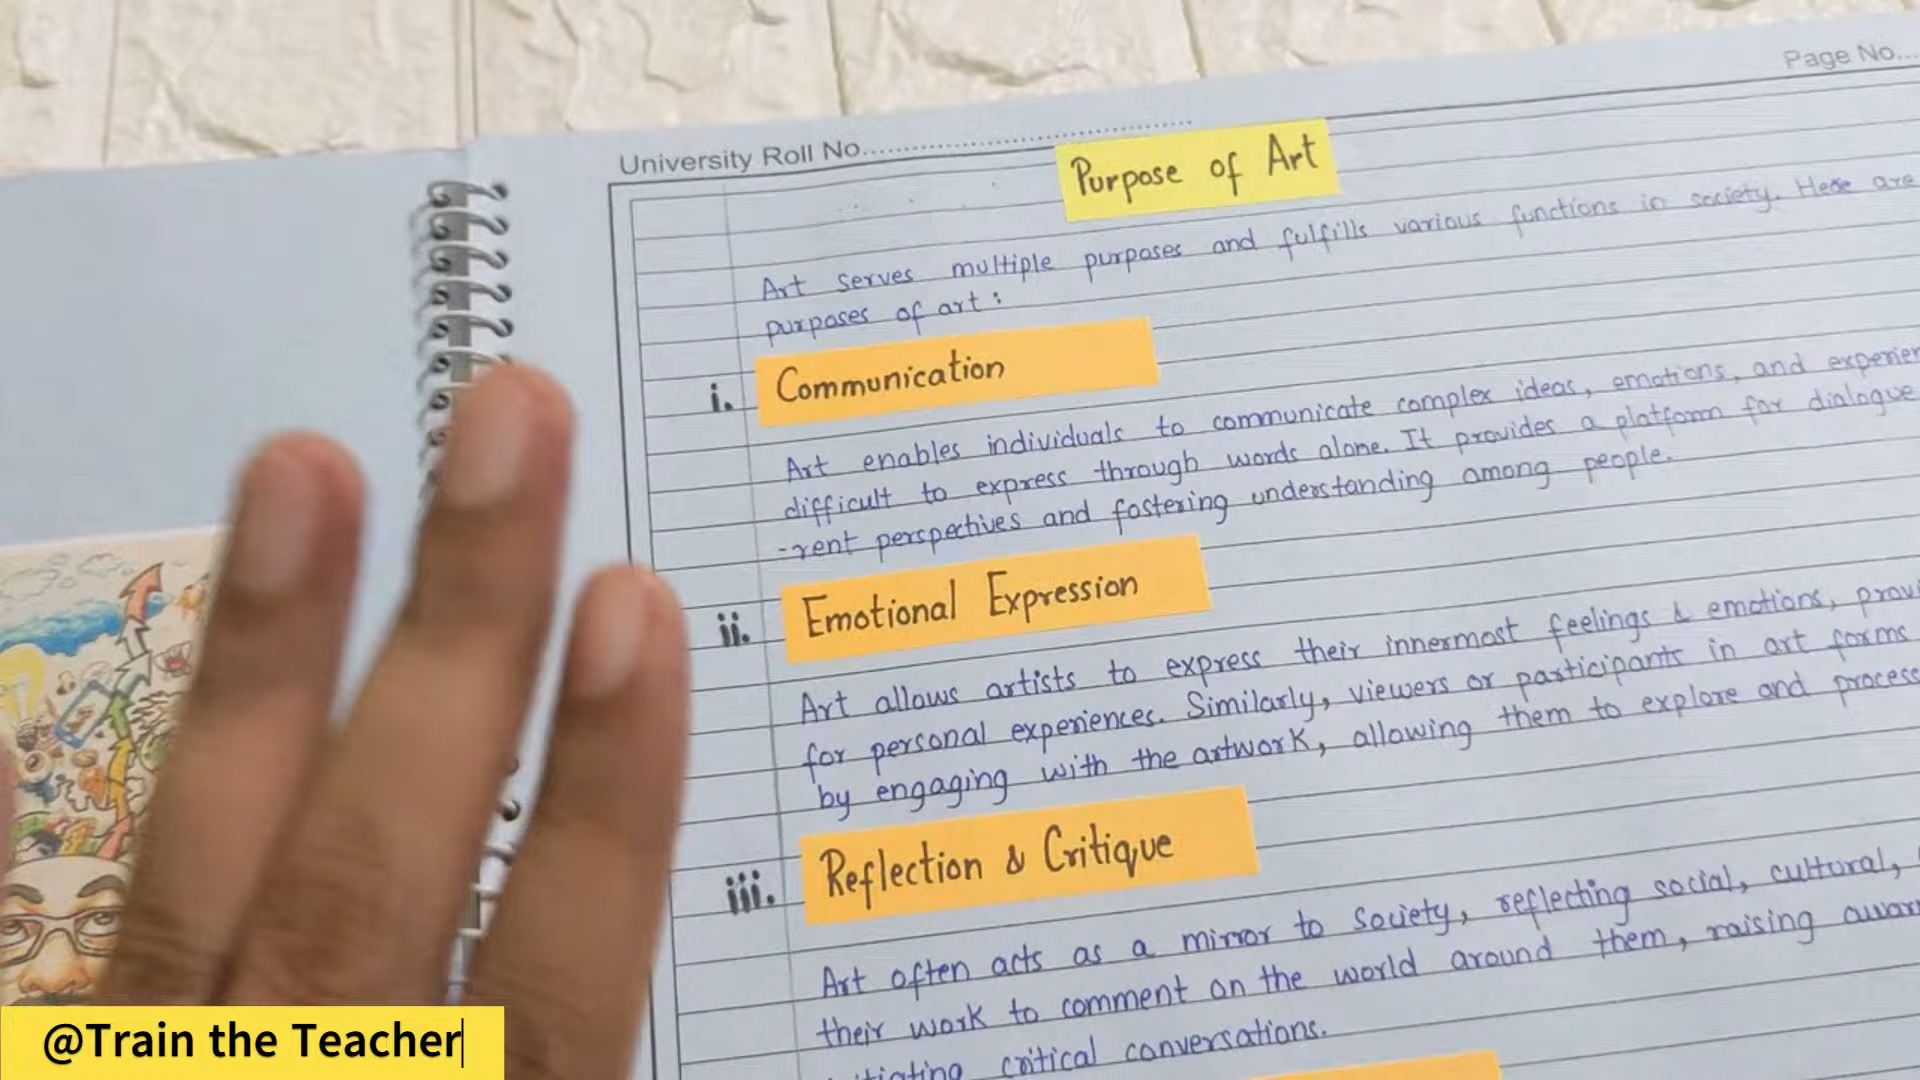 Page No....
University Roll No..........................................
Purpose of Art
Art serves multiple purposes and fulfills various functions in society. Here are
purposes of art :
i. Communication
Art enables individuals to communicate complex ideas, emotions, and experien
difficult to express through words alone. It provides a platform for dialogue
-rent perspectives and fostering understanding among people.
ii. Emotional Expression
Art allows artists to express their innermost feelings & emotions, provi
for personal experiences. Similarly, viewers or participants in art forms
by engaging with the artwork, allowing them to explore and process
iii. Reflection & Critique
Art often acts as a mirror to society, reflecting social, cultural,
their work to comment on the world around them, raising awar
critical conversations.
@Train the Teacher